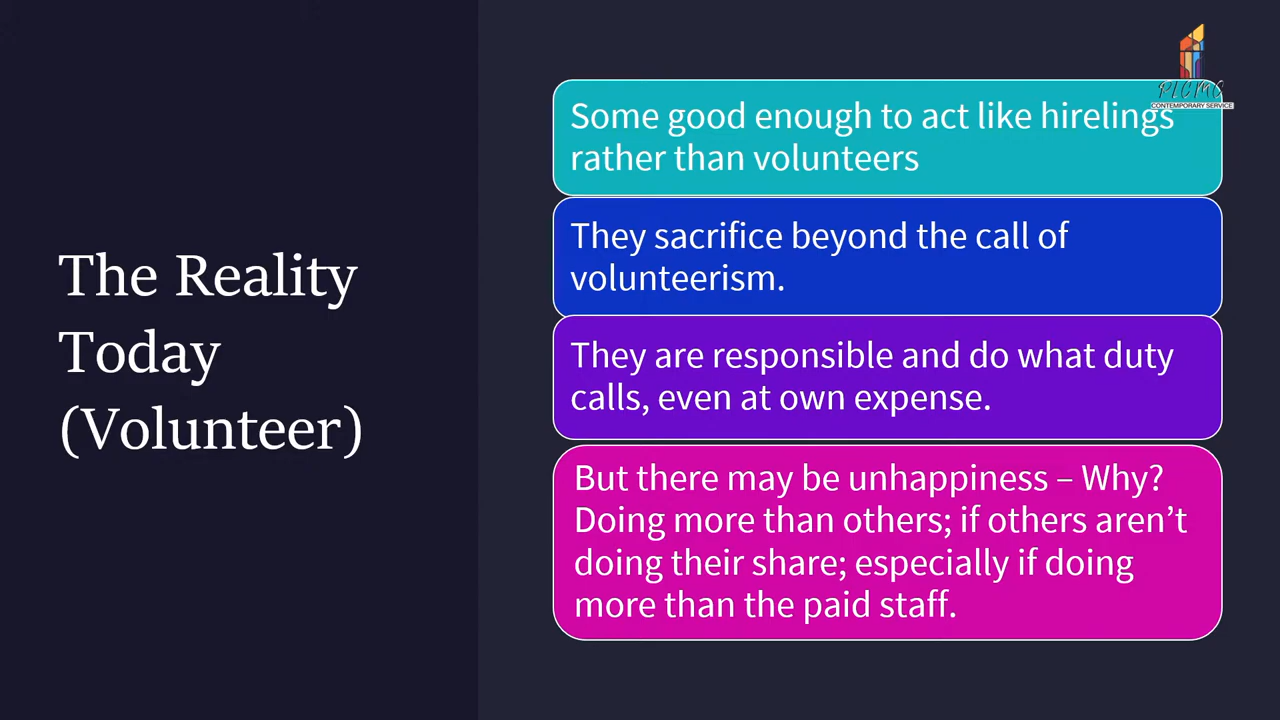 The Reality
Today
(Volunteer)
PLCMC
CONTEMPORARY SERVICE
Some good enough to act like hirelings
rather than volunteers
They sacrifice beyond the call of
volunteerism.
They are responsible and do what duty
calls, even at own expense.
But there may be unhappiness – Why?
Doing more than others; if others aren’t
doing their share; especially if doing
more than the paid staff.